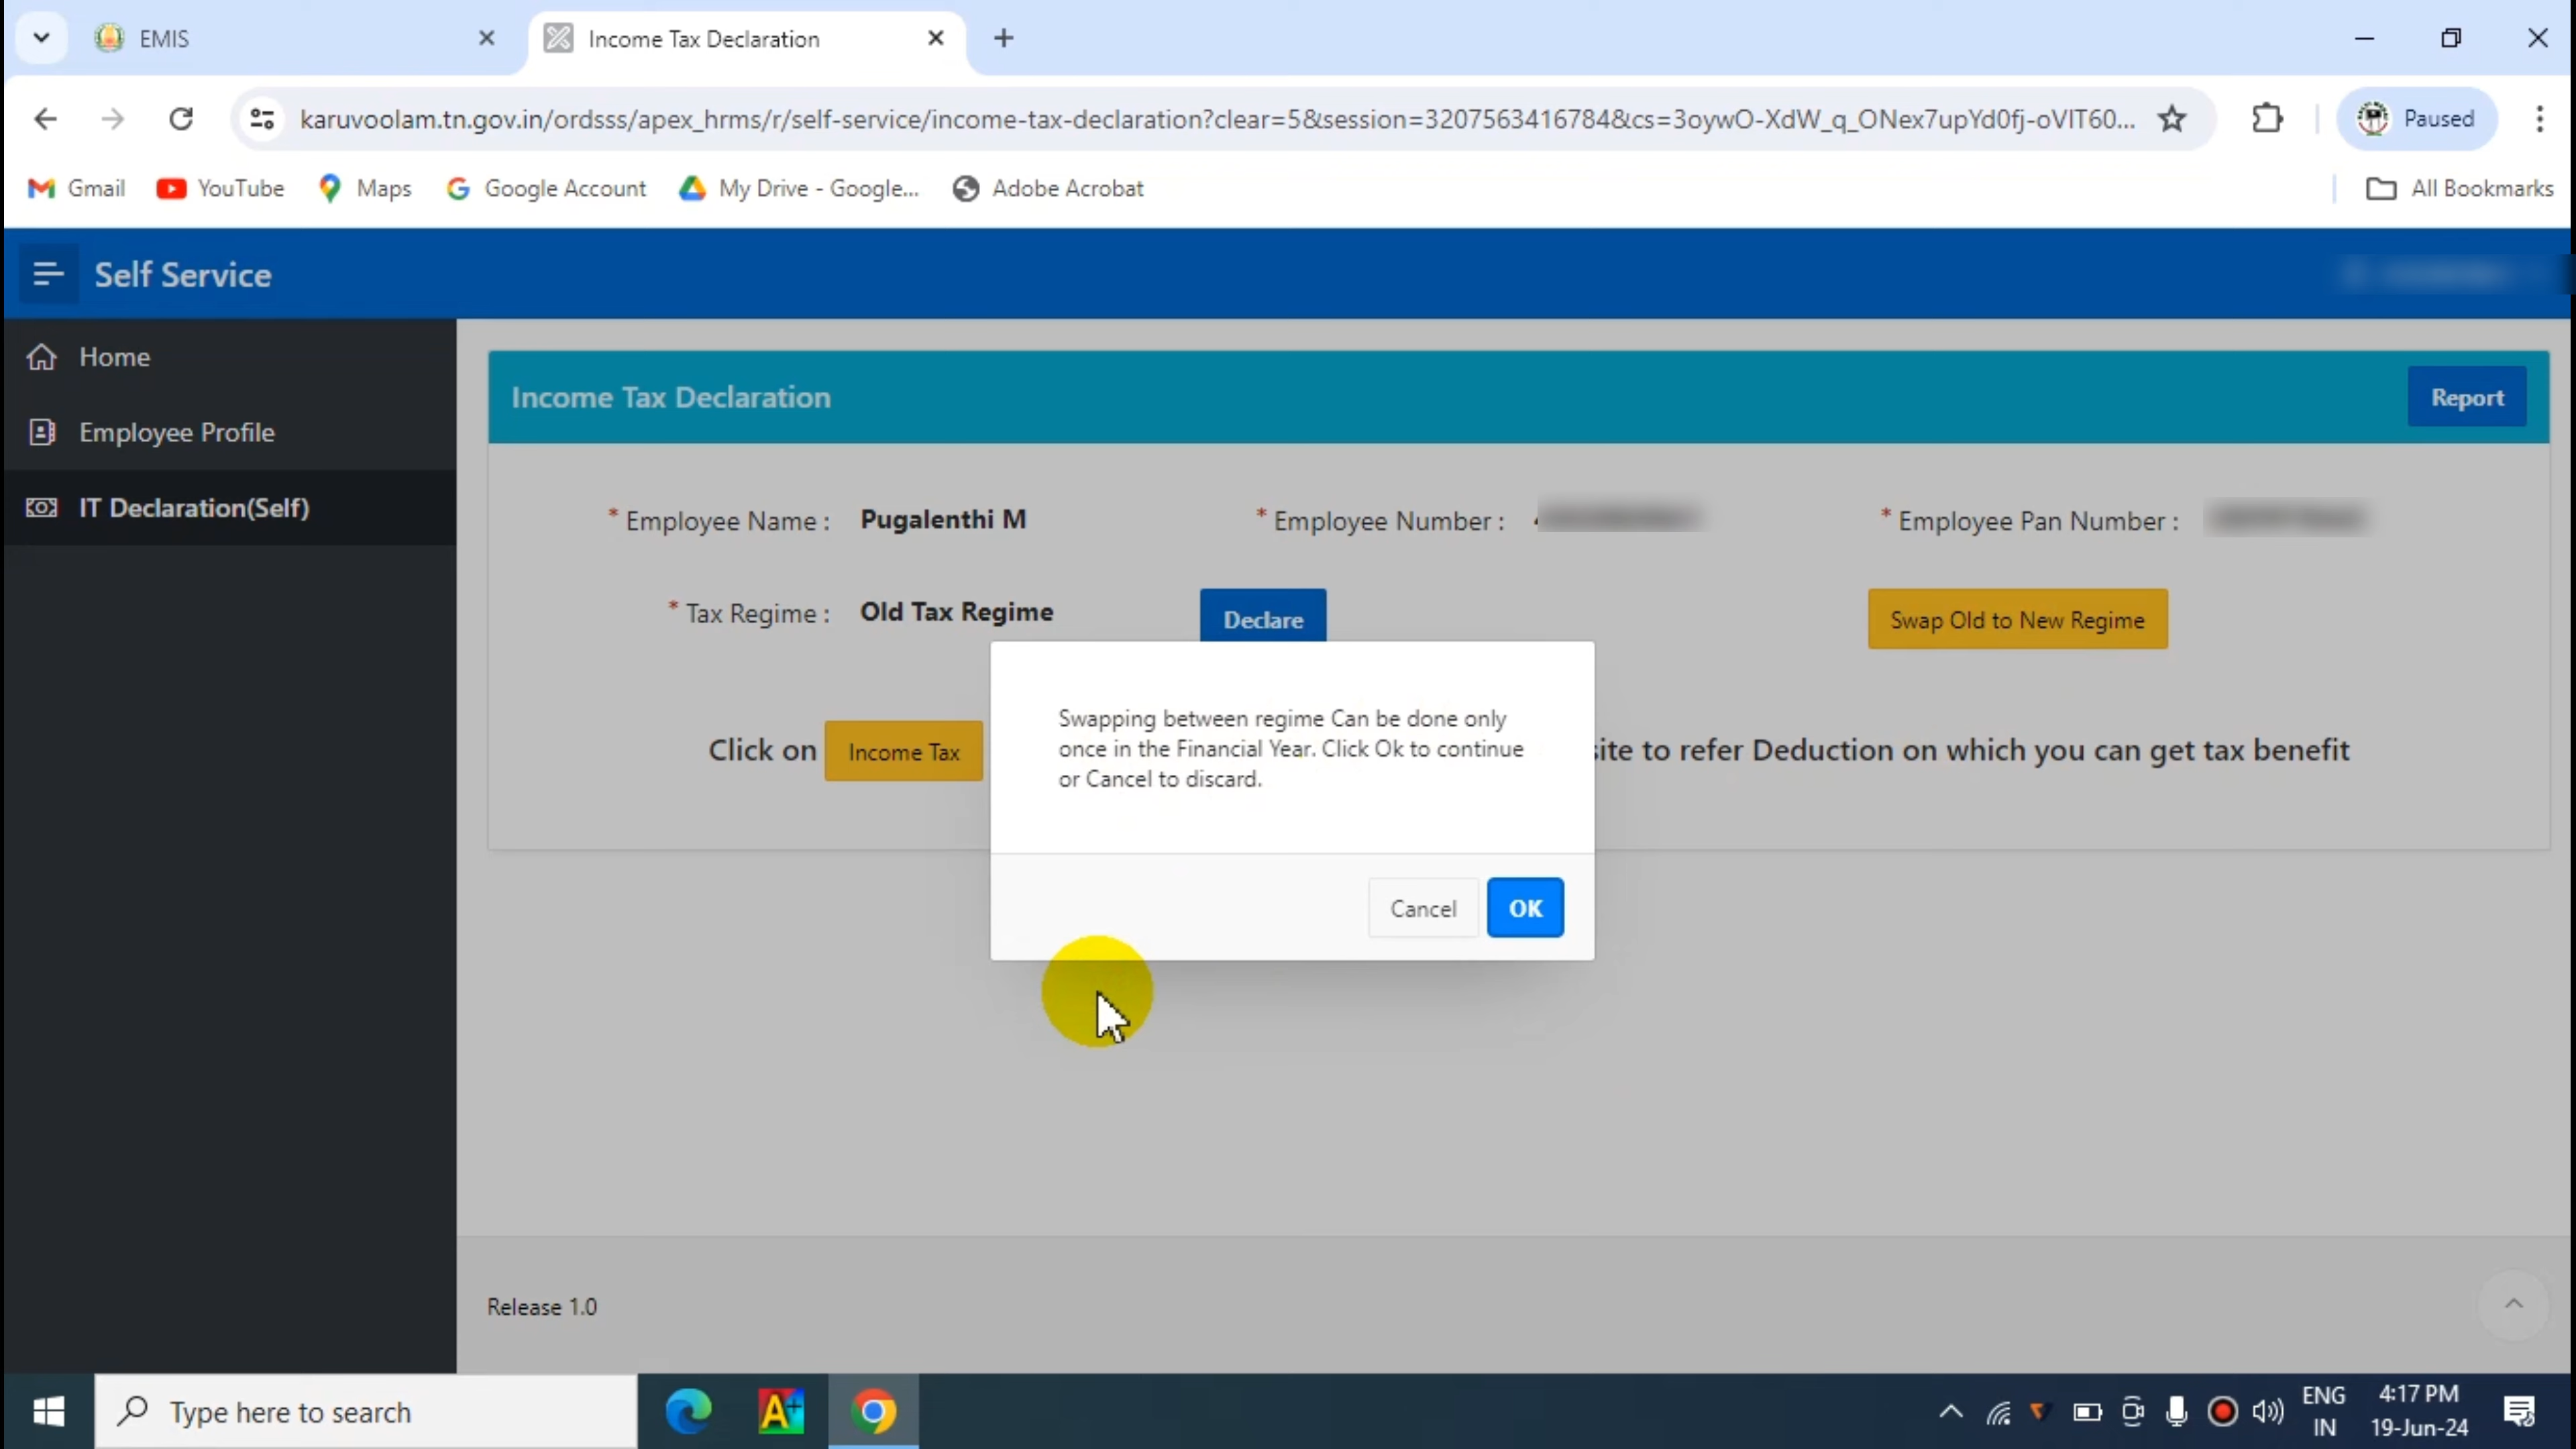 EMIS
Income Tax Declaration
karuvoolam.tn.gov.in/ordsss/apex_hrms/r/self-service/income-tax-declaration?clear=5&session=3207563416784&cs=3oywO-XdW_q_ONex7upYd0fj-oVIT60...
Paused
Gmail YouTube Maps Google Account My Drive - Google... Adobe Acrobat All Bookmarks
Self Service
Home
Employee Profile
IT Declaration(Self)
Income Tax Declaration
Report
* Employee Name : Pugalenthi M * Employee Number : * Employee Pan Number :
* Tax Regime : Old Tax Regime Declare Swap Old to New Regime
Click on Income Tax site to refer Deduction on which you can get tax benefit
Swapping between regime Can be done only
once in the Financial Year. Click Ok to continue
or Cancel to discard.
Cancel OK
Release 1.0
Type here to search
ENG
IN
4:17 PM
19-Jun-24